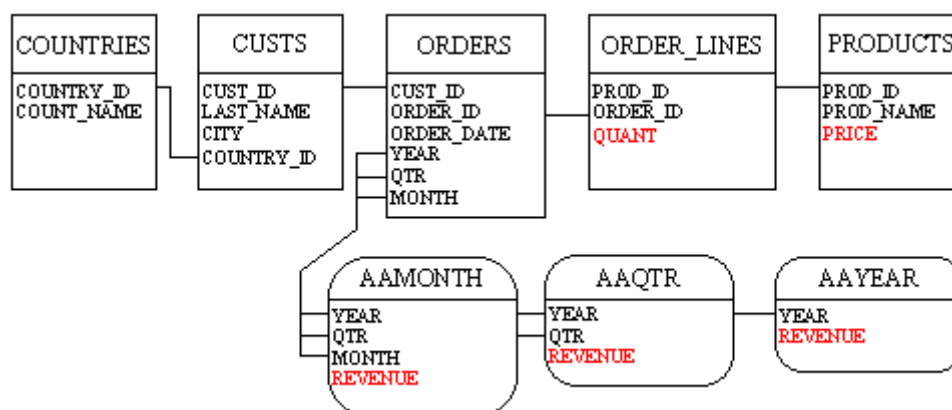 COUNTRIES
COUNTRY_ID
COUNT_NAME
CUSTS
CUST_ID
LAST_NAME
CITY
COUNTRY_ID
ORDERS
CUST_ID
ORDER_ID
ORDER_DATE
YEAR
QTR
MONTH
ORDER_LINES
PROD_ID
ORDER_ID
QUANT
PRODUCTS
PROD_ID
PROD_NAME
PRICE
AAMONTH
YEAR
QTR
MONTH
REVENUE
AAQTR
YEAR
QTR
REVENUE
AAYEAR
YEAR
REVENUE